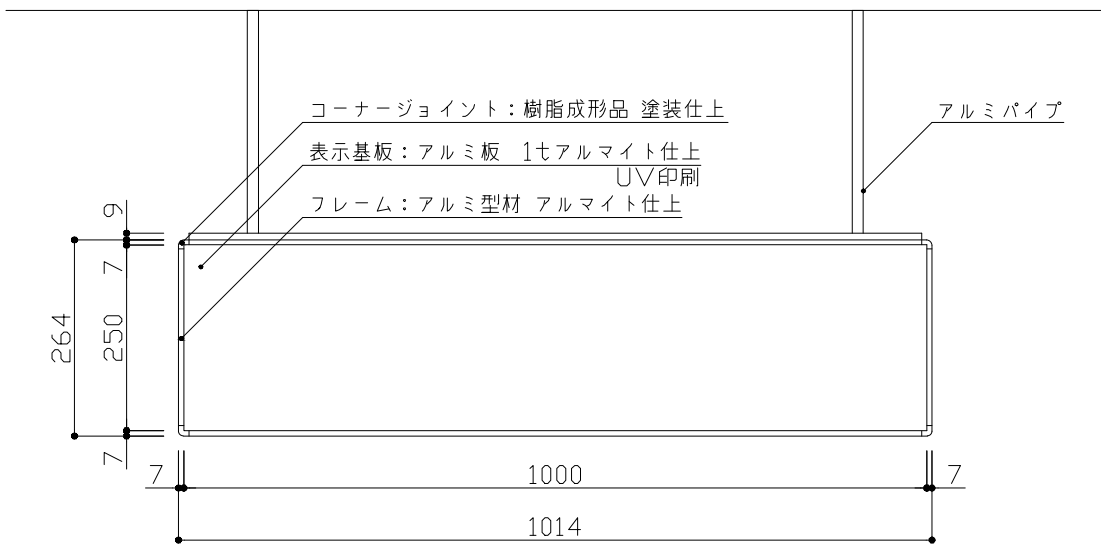 コーナージョイント：樹脂成形品 塗装仕上
アルミパイプ
表示基板：アルミ板 1tアルマイト仕上
UV印刷
フレーム：アルミ型材 アルマイト仕上
9
7
264
250
7
7
1000
7
1014